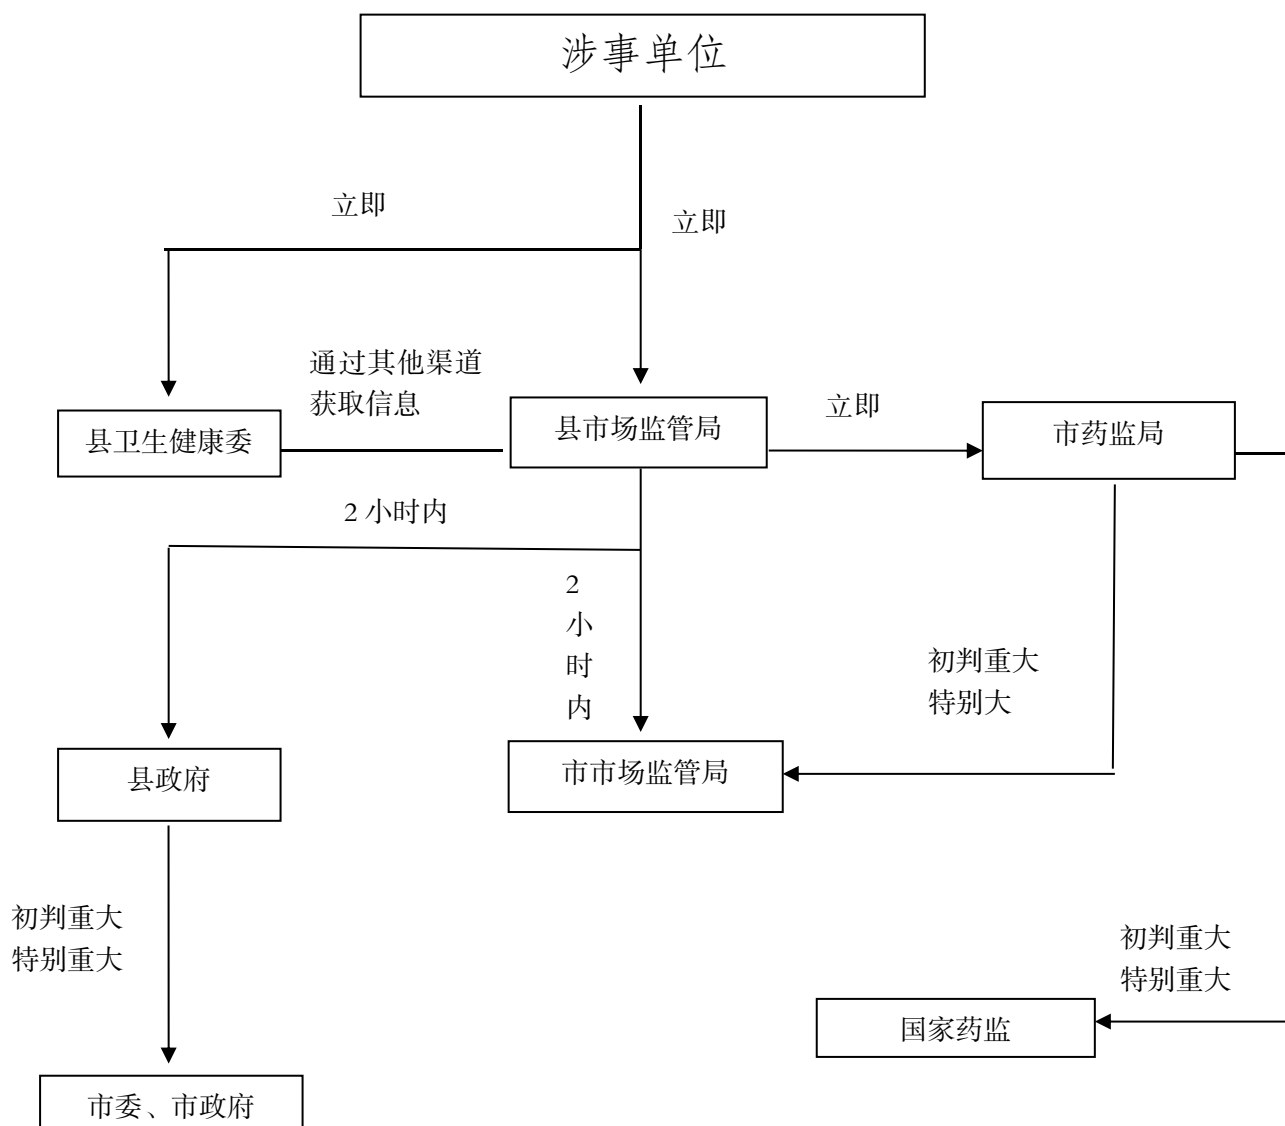 涉事单位
立即
立即
通过其他渠道
获取信息
县卫生健康委
县市场监管局
立即
市药监局
2 小时内
2
小
时
内
初判重大
特别大
县政府
市市场监管局
初判重大
特别重大
初判重大
特别重大
国家药监
市委、市政府